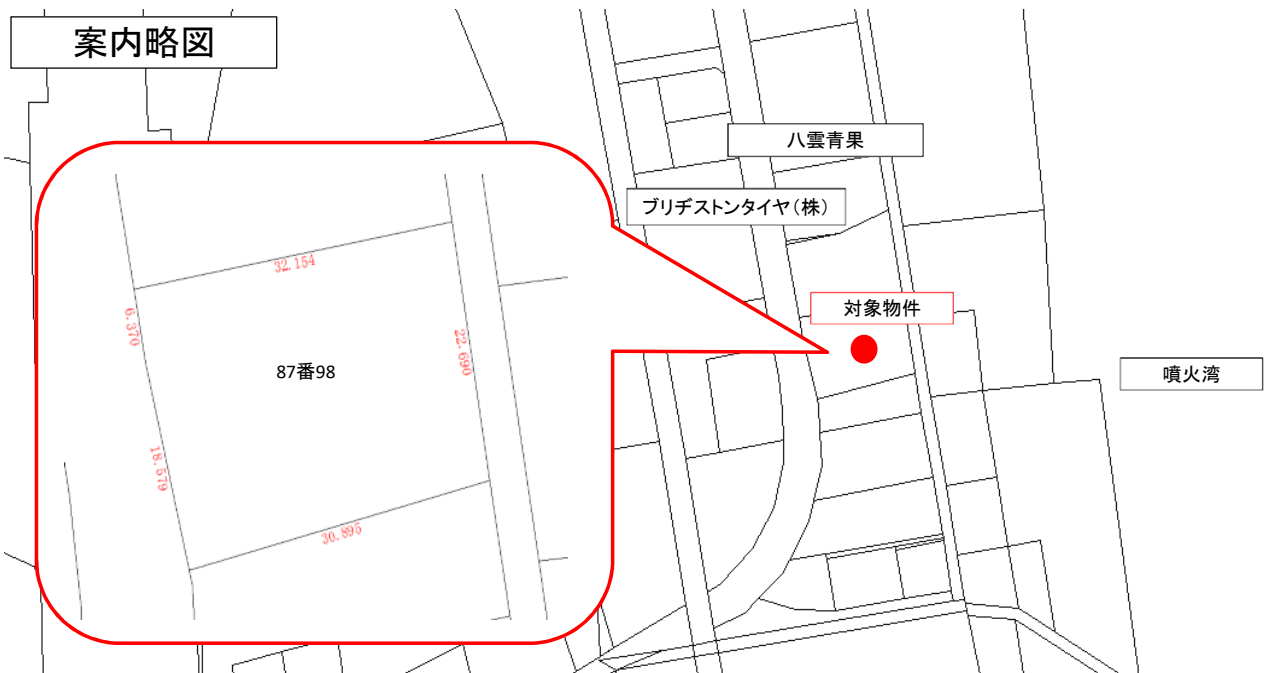 案内略図
八雲青果
ブリヂストンタイヤ（株）
対象物件
噴火湾
32.154
6.370
22.690
87番98
18.579
30.895